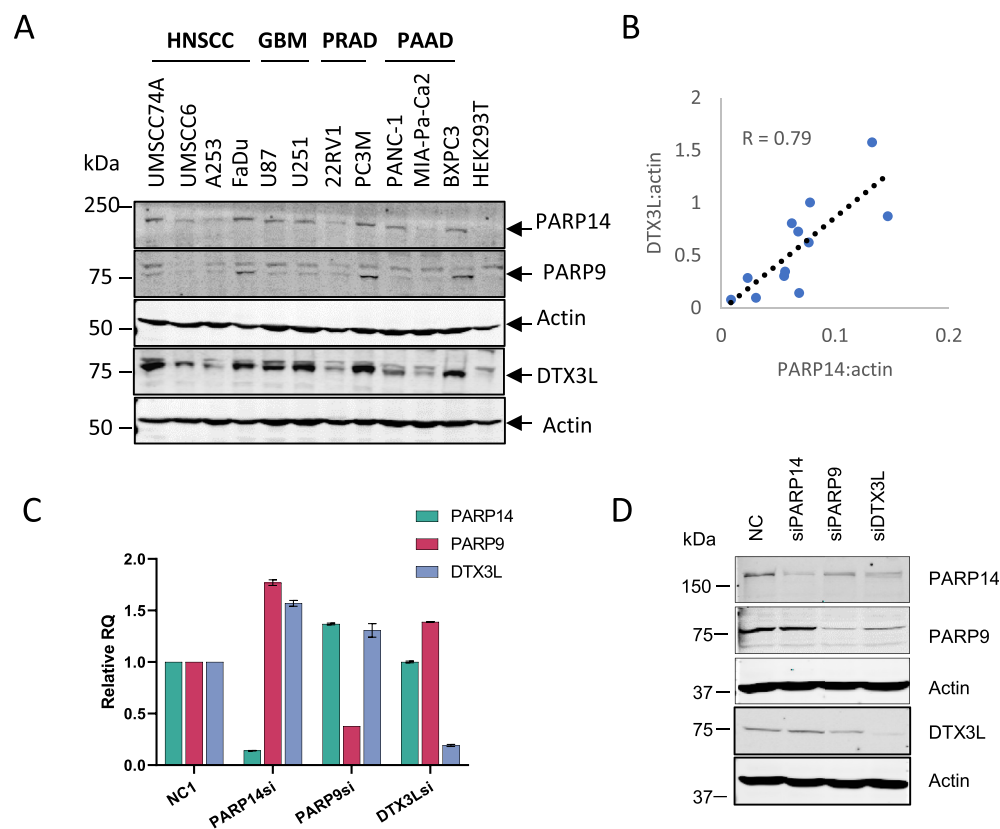 A
HNSCC GBM PRAD PAAD
UMSCC74A
UMSCC6
A253
FaDu
U87
U251
22RV1
PC3M
PANC-1
MIA-Pa-Ca2
BXPC3
HEK293T
kDa
250
PARP14
75
PARP9
50
Actin
75
DTX3L
50
Actin
B
2
1.5
1
0.5
0
R = 0.79
DTX3L:actin
0 0.1 0.2
PARP14:actin
C
PARP14
PARP9
DTX3L
2.0
1.5
1.0
0.5
0.0
Relative RQ
NC1
PARP14si
PARP9si
DTX3Lsi
D
NC
siPARP14
siPARP9
siDTX3L
kDa
150
PARP14
75
PARP9
37
Actin
75
DTX3L
37
Actin